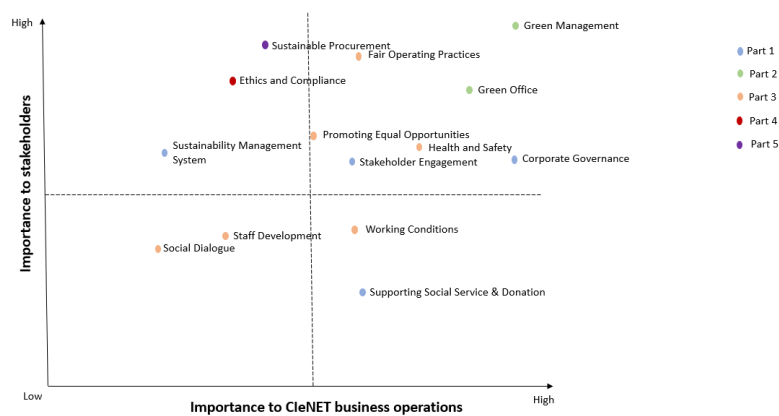 High
Green Management
Sustainable Procurement
Fair Operating Practices
Part 1
Part 2
Part 3
Part 4
Part 5
Ethics and Compliance
Green Office
Promoting Equal Opportunities
Sustainability Management
System
Health and Safety
Stakeholder Engagement
Corporate Governance
Importance to stakeholders
Staff Development
Working Conditions
Social Dialogue
Supporting Social Service & Donation
Low
Importance to CIeNET business operations
High